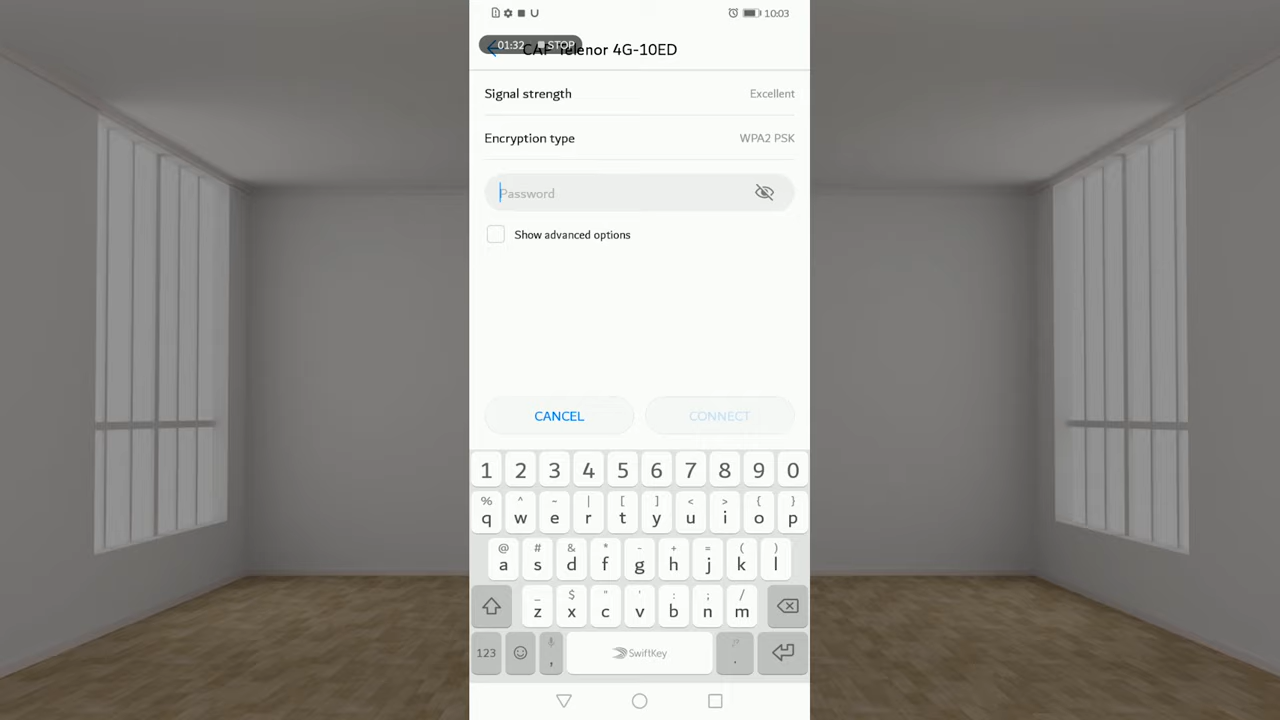 10:03
01:32 STOP
CAF Telenor 4G-10ED
Signal strength Excellent
Encryption type WPA2 PSK
Password
Show advanced options
CANCEL CONNECT
1 2 3 4 5 6 7 8 9 0
% ^ ~ | [ ] < > { }
q w e r t y u i o p
@ # & * - + = ( )
a s d f g h j k l
_ $ " ' : ; /
z x c v b n m
!?
123 , SwiftKey .